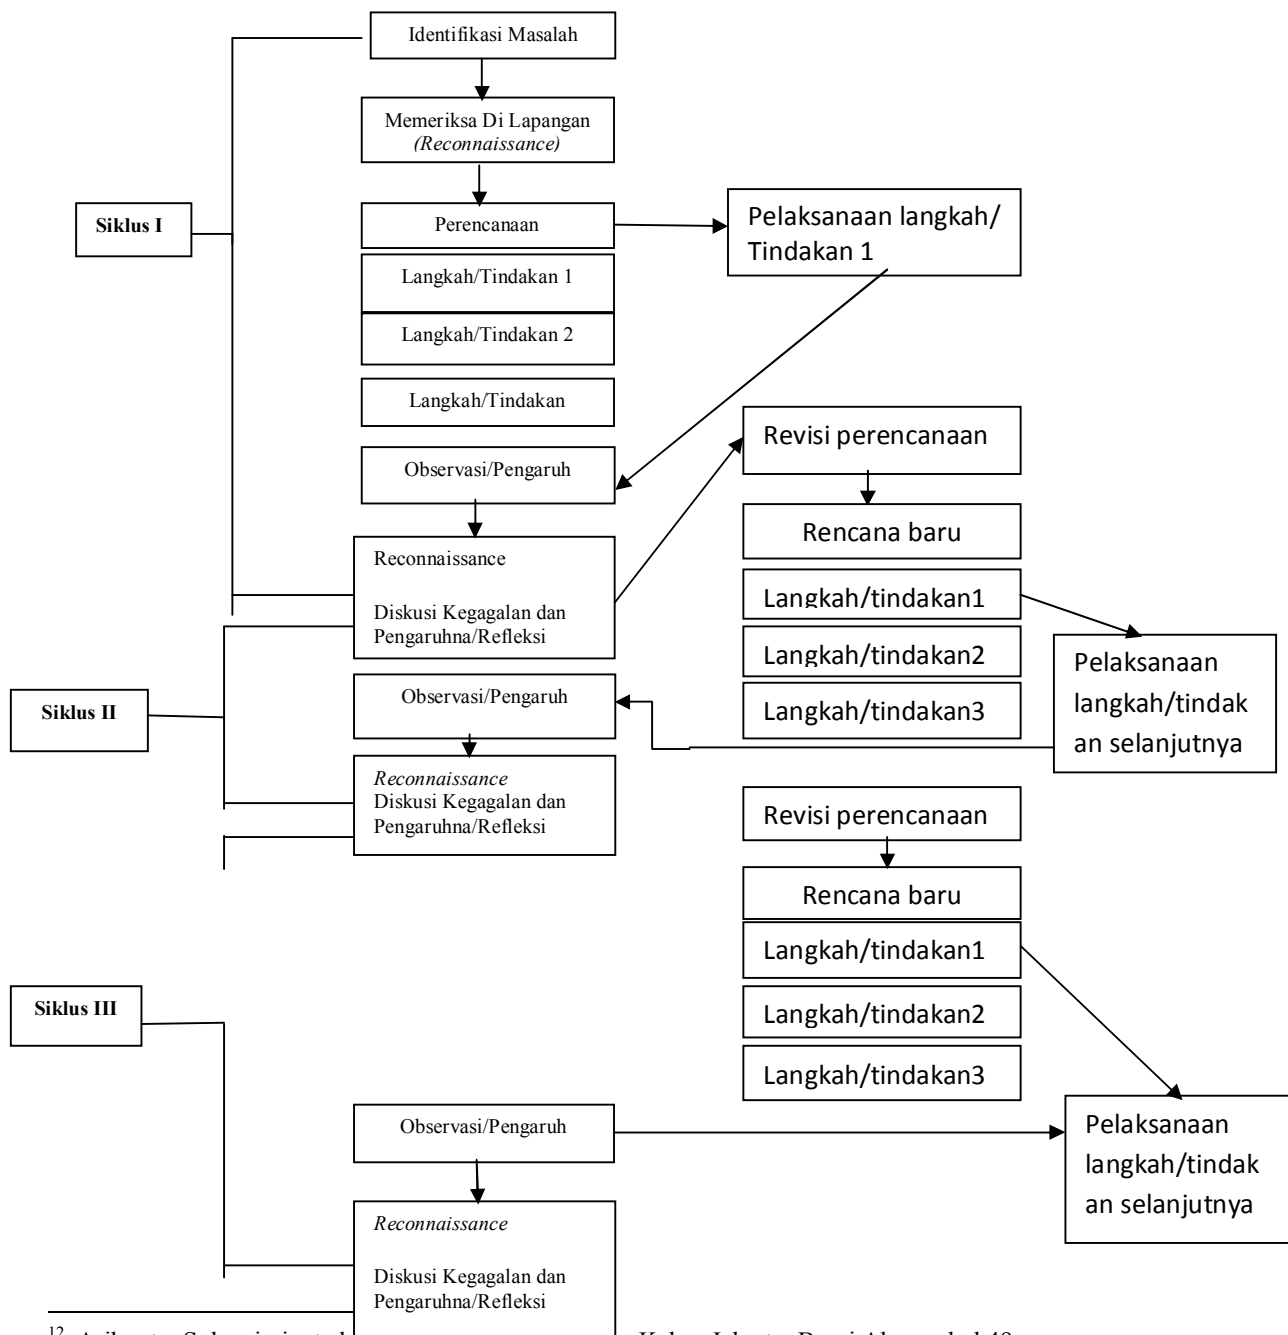 Identifikasi Masalah
Memeriksa Di Lapangan
(Reconnaissance)
Siklus I
Perencanaan
Pelaksanaan langkah/
Tindakan 1
Langkah/Tindakan 1
Langkah/Tindakan 2
Langkah/Tindakan
Observasi/Pengaruh
Revisi perencanaan
Rencana baru
Reconnaissance
Diskusi Kegagalan dan
Pengaruhna/Refleksi
Langkah/tindakan1
Langkah/tindakan2
Langkah/tindakan3
Pelaksanaan
langkah/tindak
an selanjutnya
Siklus II
Observasi/Pengaruh
Reconnaissance
Diskusi Kegagalan dan
Pengaruhna/Refleksi
Revisi perencanaan
Rencana baru
Langkah/tindakan1
Langkah/tindakan2
Langkah/tindakan3
Siklus III
Observasi/Pengaruh
Pelaksanaan
langkah/tindak
an selanjutnya
Reconnaissance
Diskusi Kegagalan dan
Pengaruhna/Refleksi
12